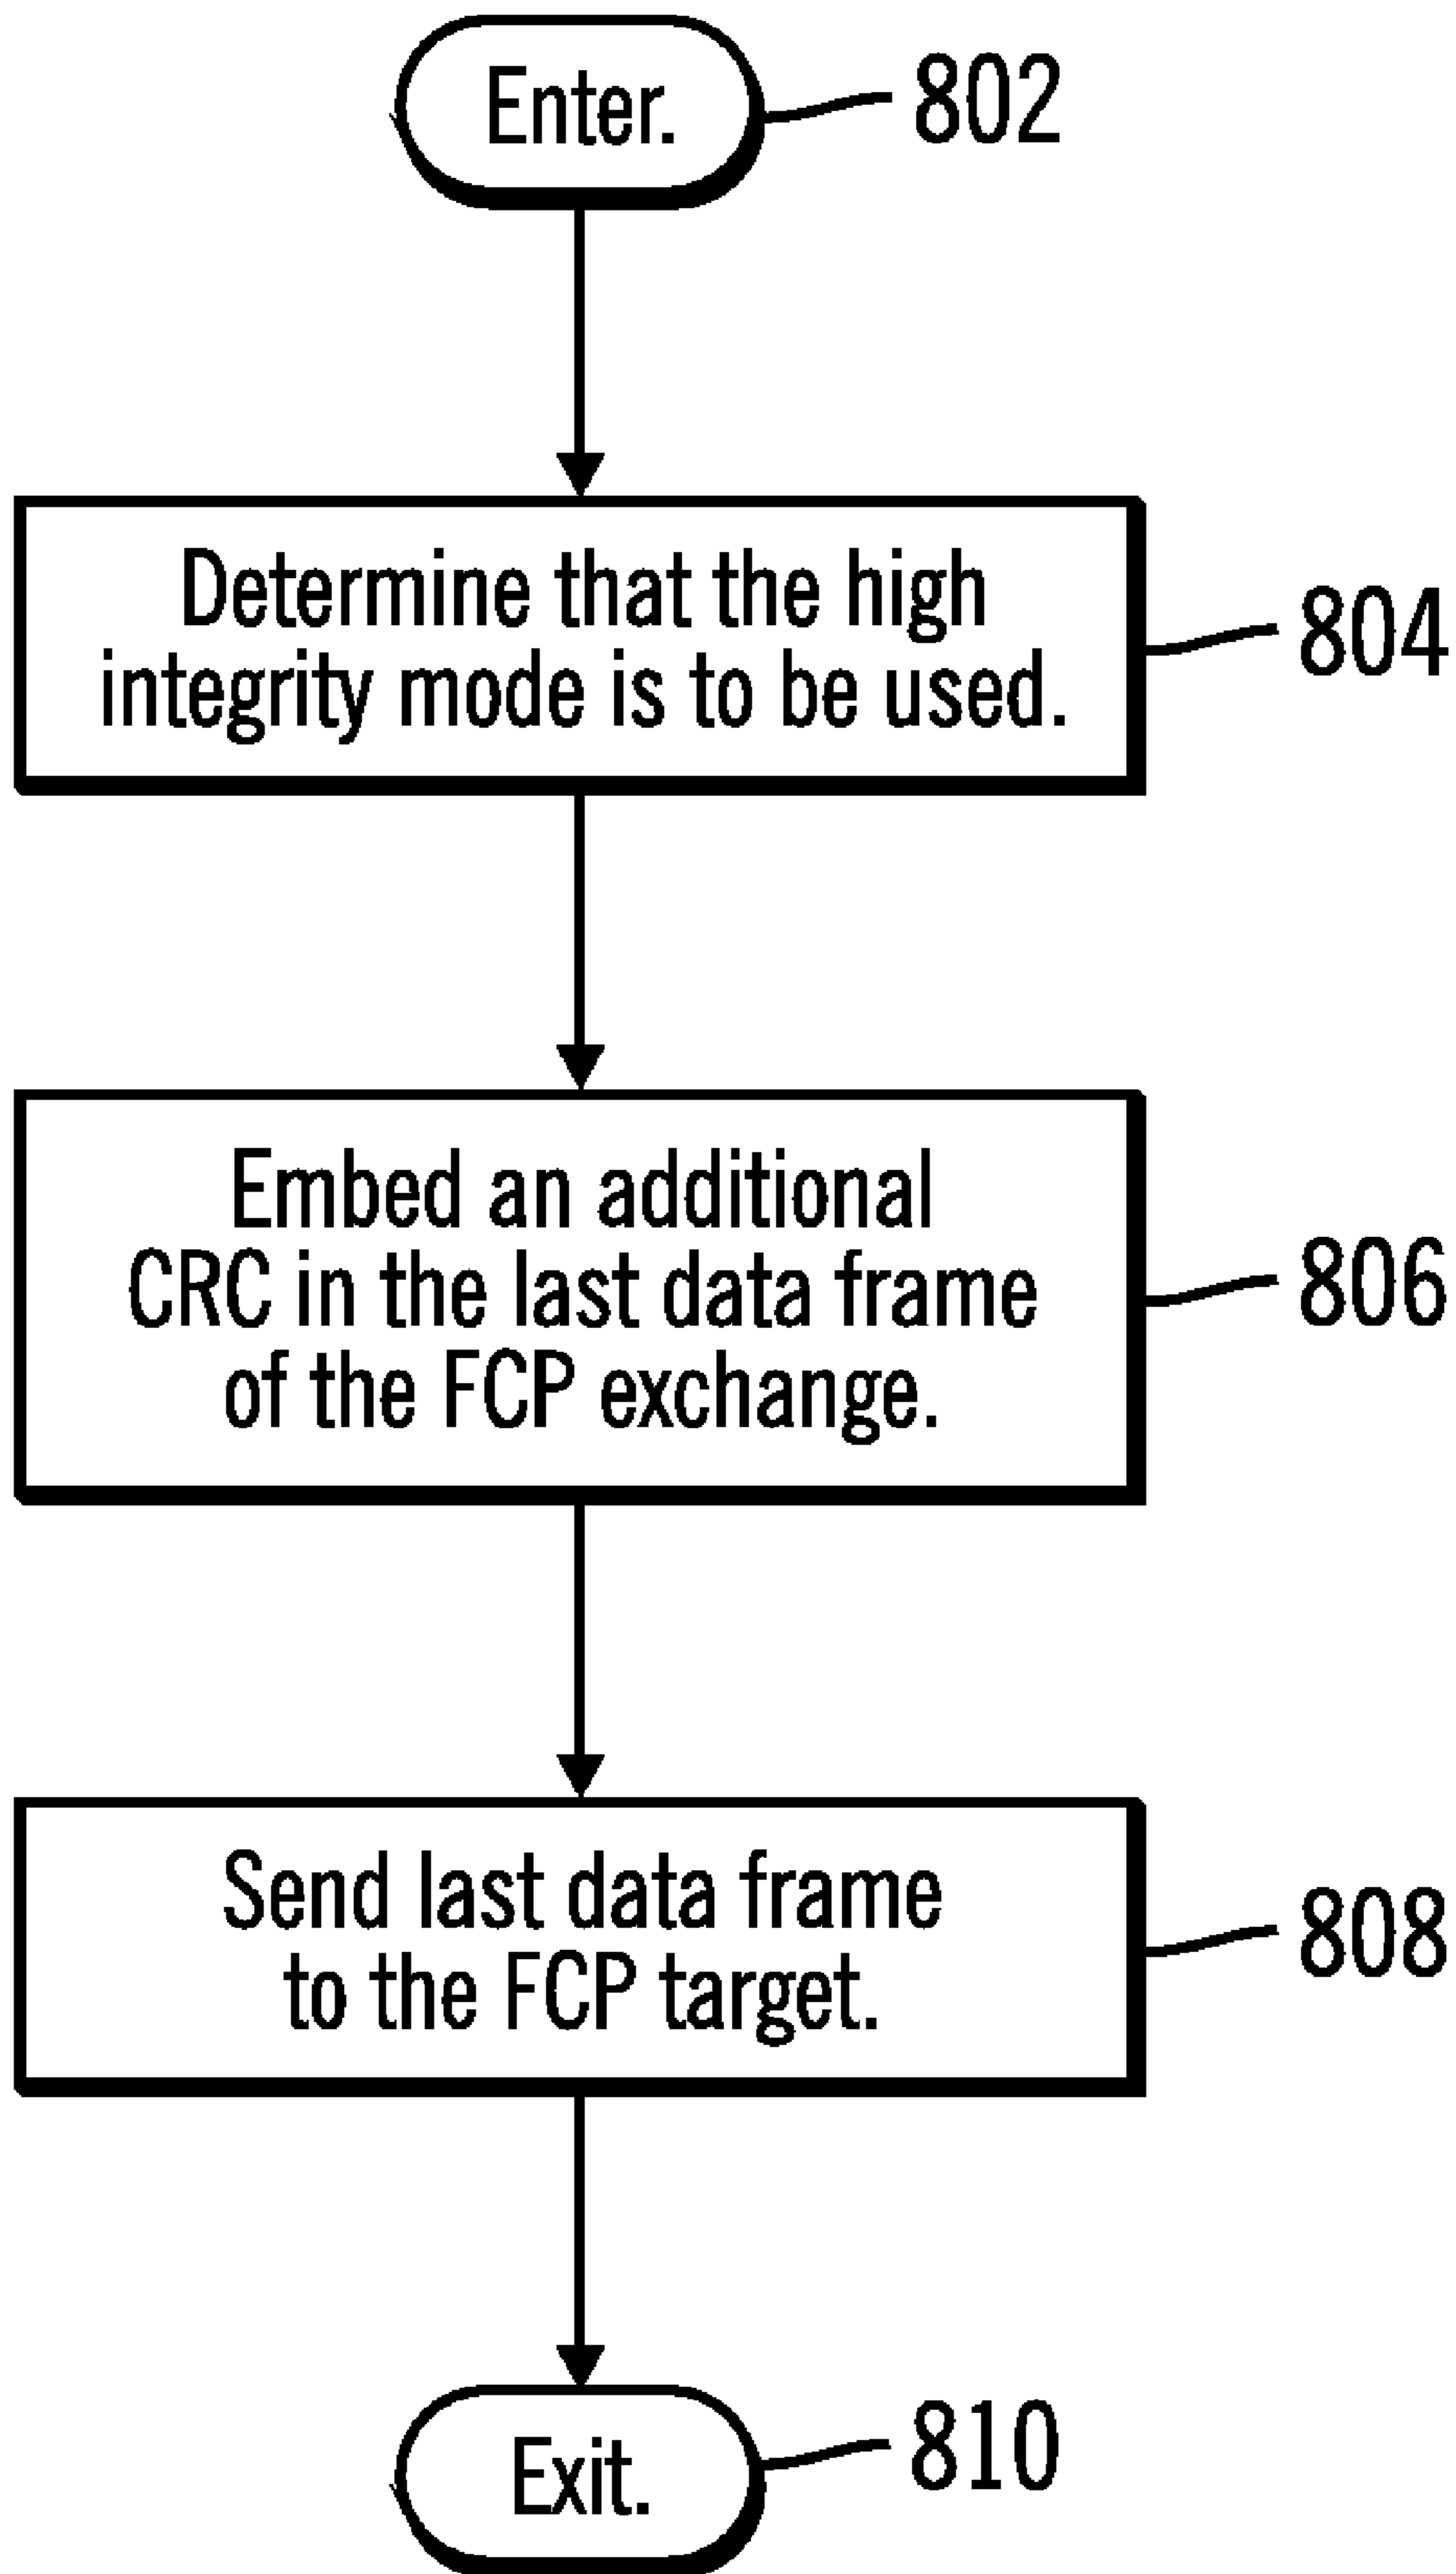 Enter.
802
Determine that the high
integrity mode is to be used.
804
Embed an additional
CRC in the last data frame
of the FCP exchange.
806
Send last data frame
to the FCP target.
808
Exit.
810